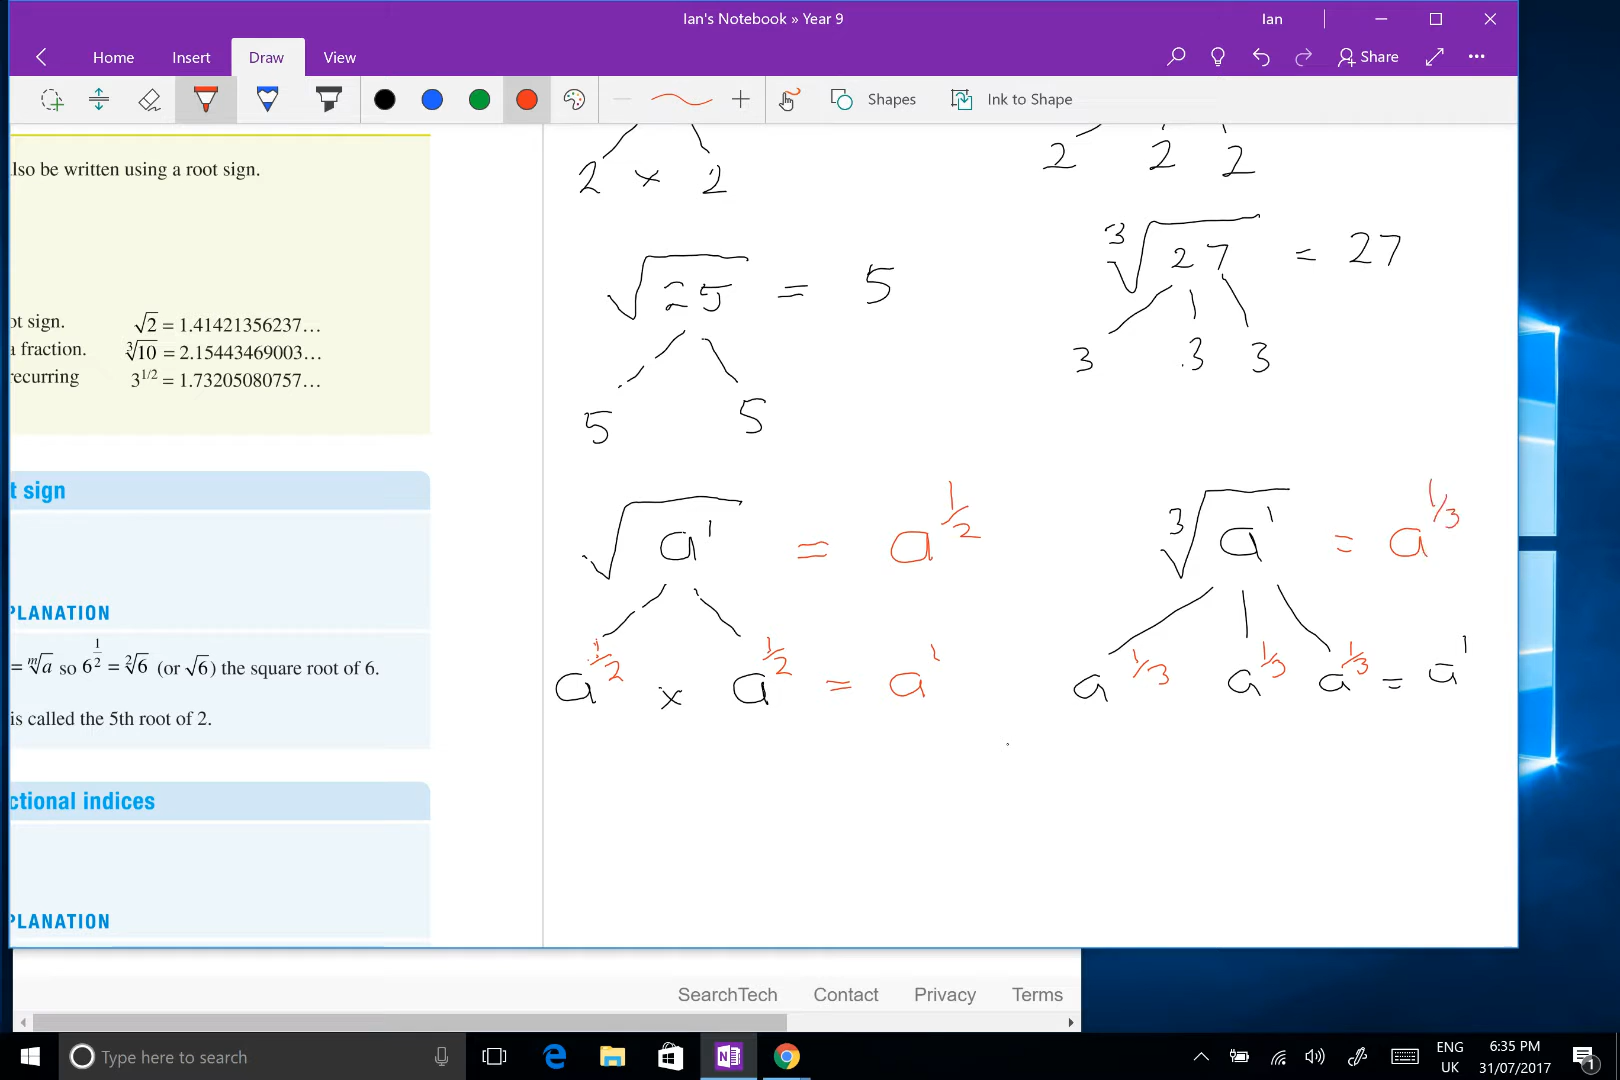 Ian's Notebook » Year 9
Ian
Home Insert Draw View
Share
Shapes Ink to Shape
lso be written using a root sign.
ot sign. √2 = 1.41421356237…
a fraction. ³√10 = 2.15443469003…
recurring 3^1/2 = 1.73205080757…
t sign
PLANATION
= ᵐ√a so 6^1/2 = ²√6 (or √6) the square root of 6.
is called the 5th root of 2.
ctional indices
PLANATION
2 × 2
√25 = 5
5 5
√a¹ = a^1/2
a^1/2 × a^1/2 = a¹
2 2 2
³√27 = 27
3 3 3
³√a¹ = a^1/3
a^1/3 a^1/3 a^1/3 = a¹
SearchTech Contact Privacy Terms
Type here to search
ENG
UK
6:35 PM
31/07/2017
1